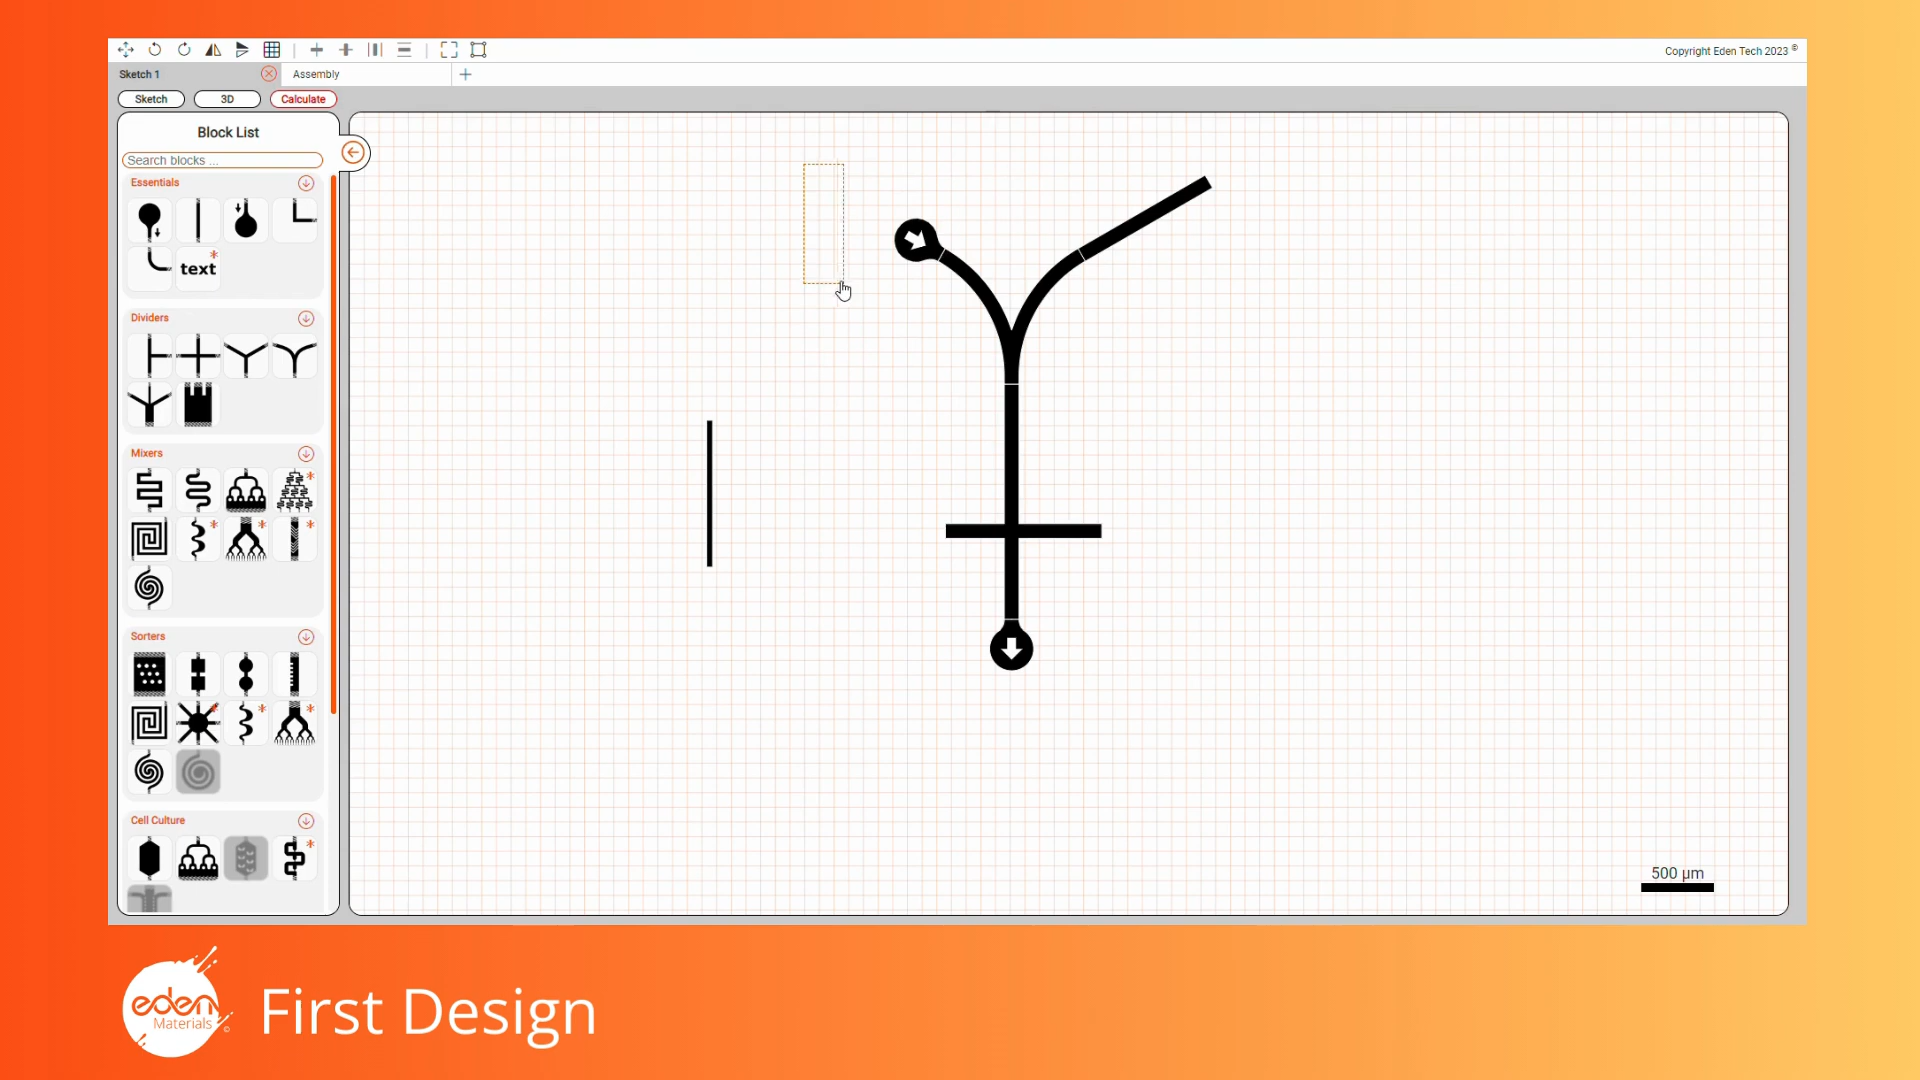 Copyright Eden Tech 2023 ©
Sketch 1
Assembly
Sketch
3D
Calculate
Block List
Search blocks ...
Essentials
text
Dividers
Mixers
Sorters
Cell Culture
500 µm
eden
Materials
©
First Design